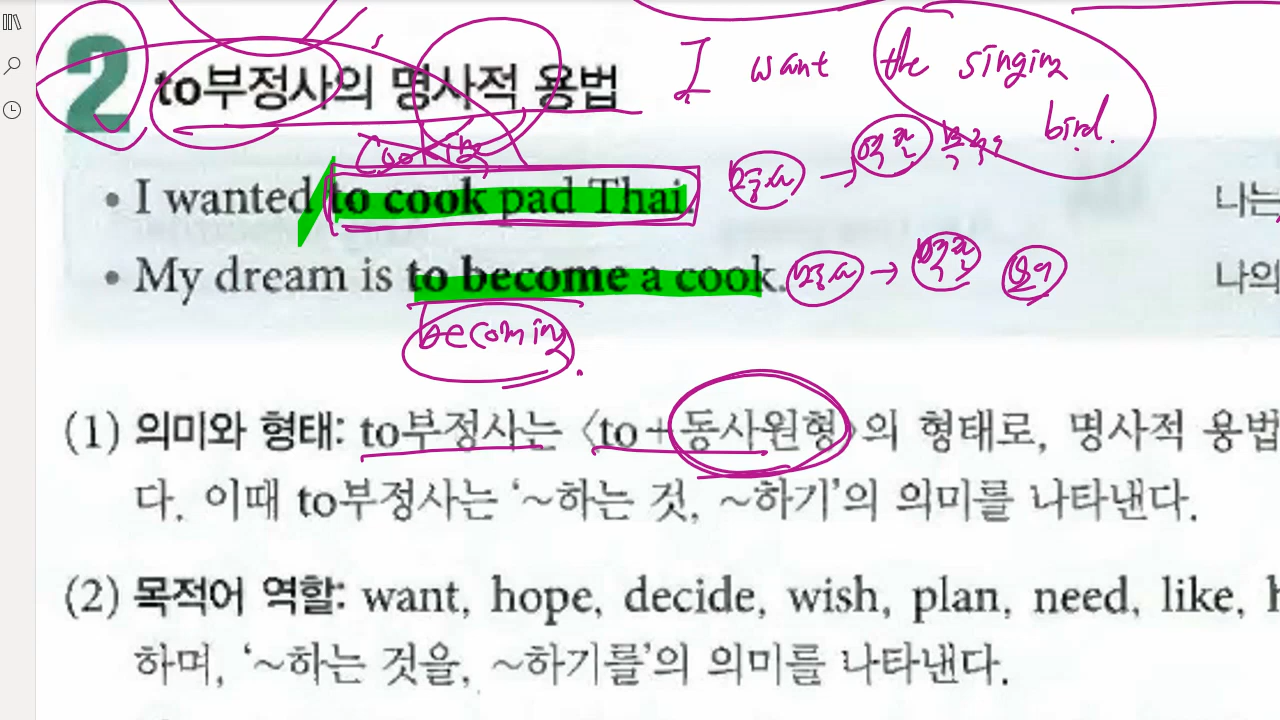 2 to부정사의 명사적 용법
I want the singing
bird.
cooking
• I wanted to cook pad Thai. 명사 → 역할 목적어 나는
• My dream is to become a cook. 명사 → 역할 보어 나의
becoming
(1) 의미와 형태: to부정사는 〈to+동사원형〉의 형태로, 명사적 용법
다. 이때 to부정사는 ‘~하는 것, ~하기’의 의미를 나타낸다.
(2) 목적어 역할: want, hope, decide, wish, plan, need, like,
하며, ‘~하는 것을, ~하기를’의 의미를 나타낸다.